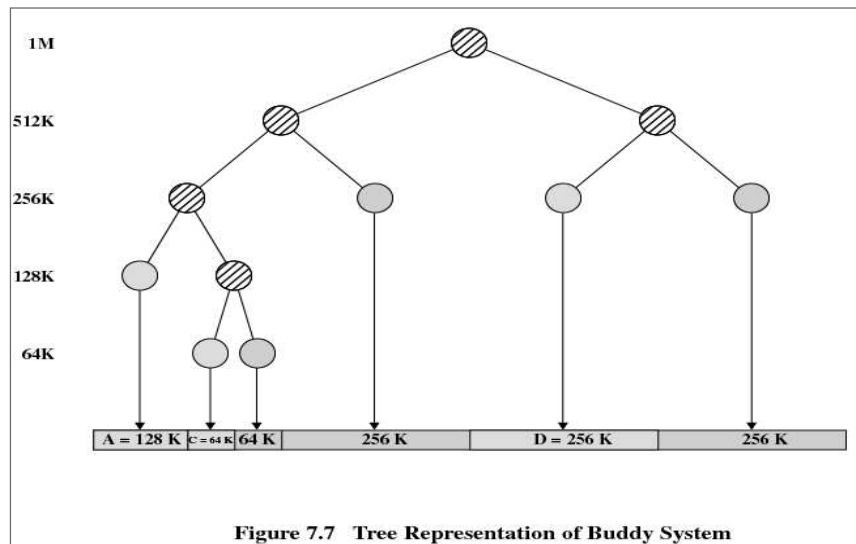 1M
512K
256K
128K
64K
A = 128 K C = 64 K 64 K 256 K D = 256 K 256 K
Figure 7.7 Tree Representation of Buddy System